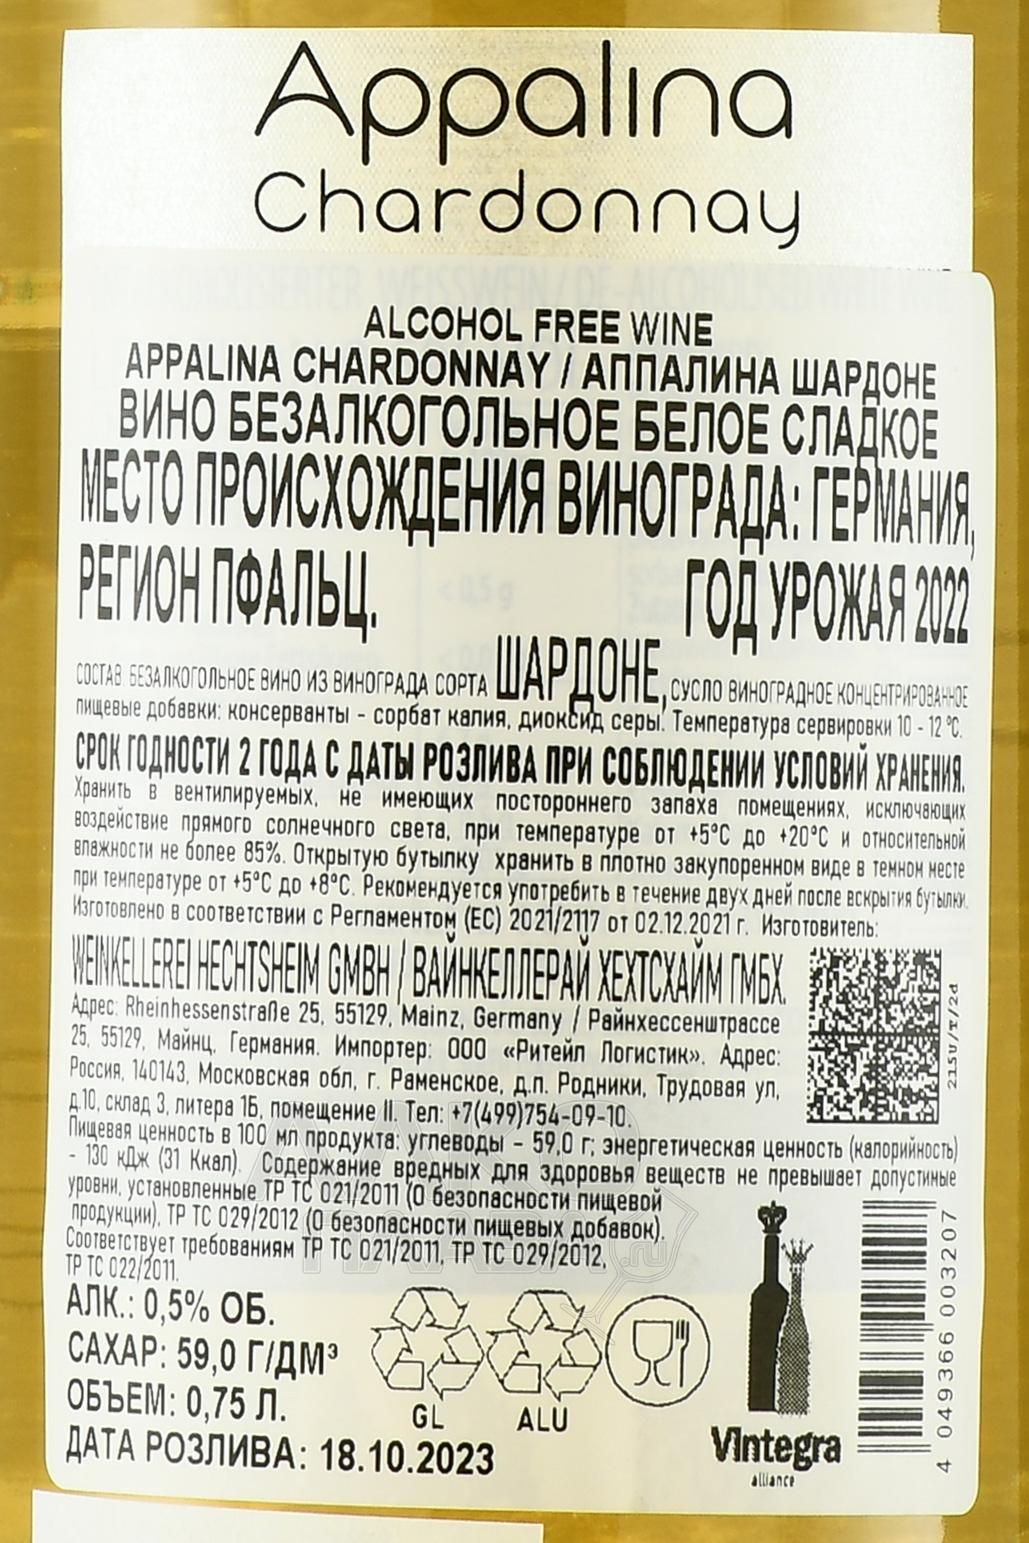 Appalina
Chardonnay
ALCOHOL FREE WINE
APPALINA CHARDONNAY / АППАЛИНА ШАРДОНЕ
ВИНО БЕЗАЛКОГОЛЬНОЕ БЕЛОЕ СЛАДКОЕ
МЕСТО ПРОИСХОЖДЕНИЯ ВИНОГРАДА: ГЕРМАНИЯ,
РЕГИОН ПФАЛЬЦ. ГОД УРОЖАЯ 2022
СОСТАВ: БЕЗАЛКОГОЛЬНОЕ ВИНО ИЗ ВИНОГРАДА СОРТА ШАРДОНЕ, СУСЛО ВИНОГРАДНОЕ КОНЦЕНТРИРОВАННОЕ
пищевые добавки: консерванты - сорбат калия, диоксид серы. Температура сервировки 10 - 12 °С.
СРОК ГОДНОСТИ 2 ГОДА С ДАТЫ РОЗЛИВА ПРИ СОБЛЮДЕНИИ УСЛОВИЙ ХРАНЕНИЯ.
Хранить в вентилируемых, не имеющих постороннего запаха помещениях, исключающих
воздействие прямого солнечного света, при температуре от +5°С до +20°С и относительной
влажности не более 85%. Открытую бутылку хранить в плотно закупоренном виде в темном месте
при температуре от +5°С до +8°С. Рекомендуется употребить в течение двух дней после вскрытия бутылки.
Изготовлено в соответствии с Регламентом (ЕС) 2021/2117 от 02.12.2021 г. Изготовитель:
WEINKELLEREI HECHTSHEIM GMBH / ВАЙНКЕЛЛЕРАЙ ХЕХТСХАЙМ ГМБХ.
Адрес: Rheinhessenstraße 25, 55129, Mainz, Germany / Райнхессенштрассе
25, 55129, Майнц, Германия. Импортер: ООО «Ритейл Логистик». Адрес:
Россия, 140143, Московская обл, г. Раменское, д.п. Родники, Трудовая ул,
д.10, склад 3, литера 1Б, помещение II. Тел: +7(499)754-09-10.
215U/T/2d
Пищевая ценность в 100 мл продукта: углеводы - 59,0 г; энергетическая ценность (калорийность)
- 130 кДж (31 Ккал). Содержание вредных для здоровья веществ не превышает допустимые
уровни, установленные ТР ТС 021/2011 (О безопасности пищевой
продукции), ТР ТС 029/2012 (О безопасности пищевых добавок).
Соответствует требованиям ТР ТС 021/2011, ТР ТС 029/2012,
ТР ТС 022/2011.
АЛК.: 0,5% ОБ.
САХАР: 59,0 Г/ДМ³
ОБЪЕМ: 0,75 Л.
ДАТА РОЗЛИВА: 18.10.2023
GL
ALU
VIntegra
alliance
4 049366 003207